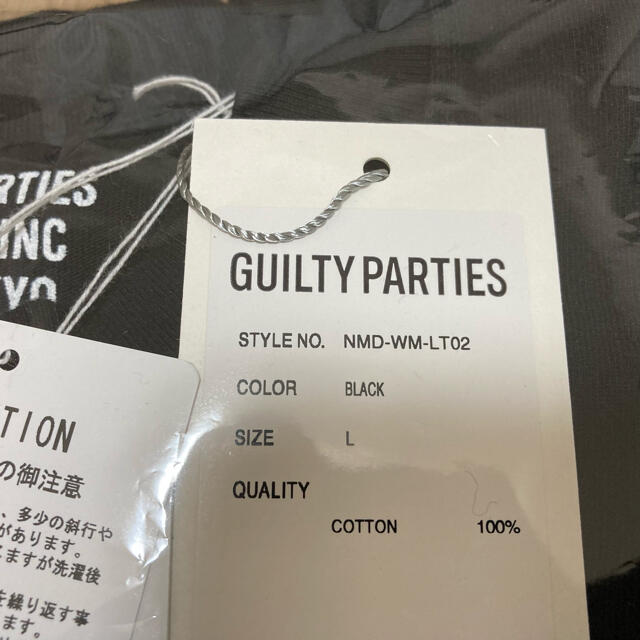 INC
GUILTY PARTIES
STYLE NO. NMD-WM-LT02
COLOR BLACK
SIZE L
QUALITY
COTTON 100%
TION
の御注意
、多少の斜行や
があります。
ますが洗濯後
を繰り返す事